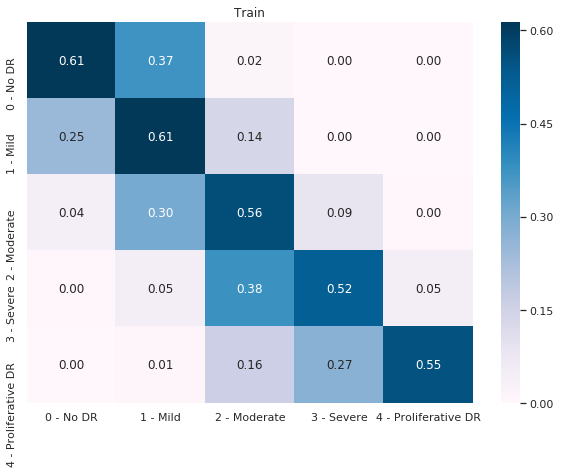 Train
0 - No DR
0.61 0.37 0.02 0.00 0.00
1 - Mild
0.25 0.61 0.14 0.00 0.00
2 - Moderate
0.04 0.30 0.56 0.09 0.00
3 - Severe
0.00 0.05 0.38 0.52 0.05
4 - Proliferative DR
0.00 0.01 0.16 0.27 0.55
0 - No DR 1 - Mild 2 - Moderate 3 - Severe 4 - Proliferative DR
0.60
0.45
0.30
0.15
0.00